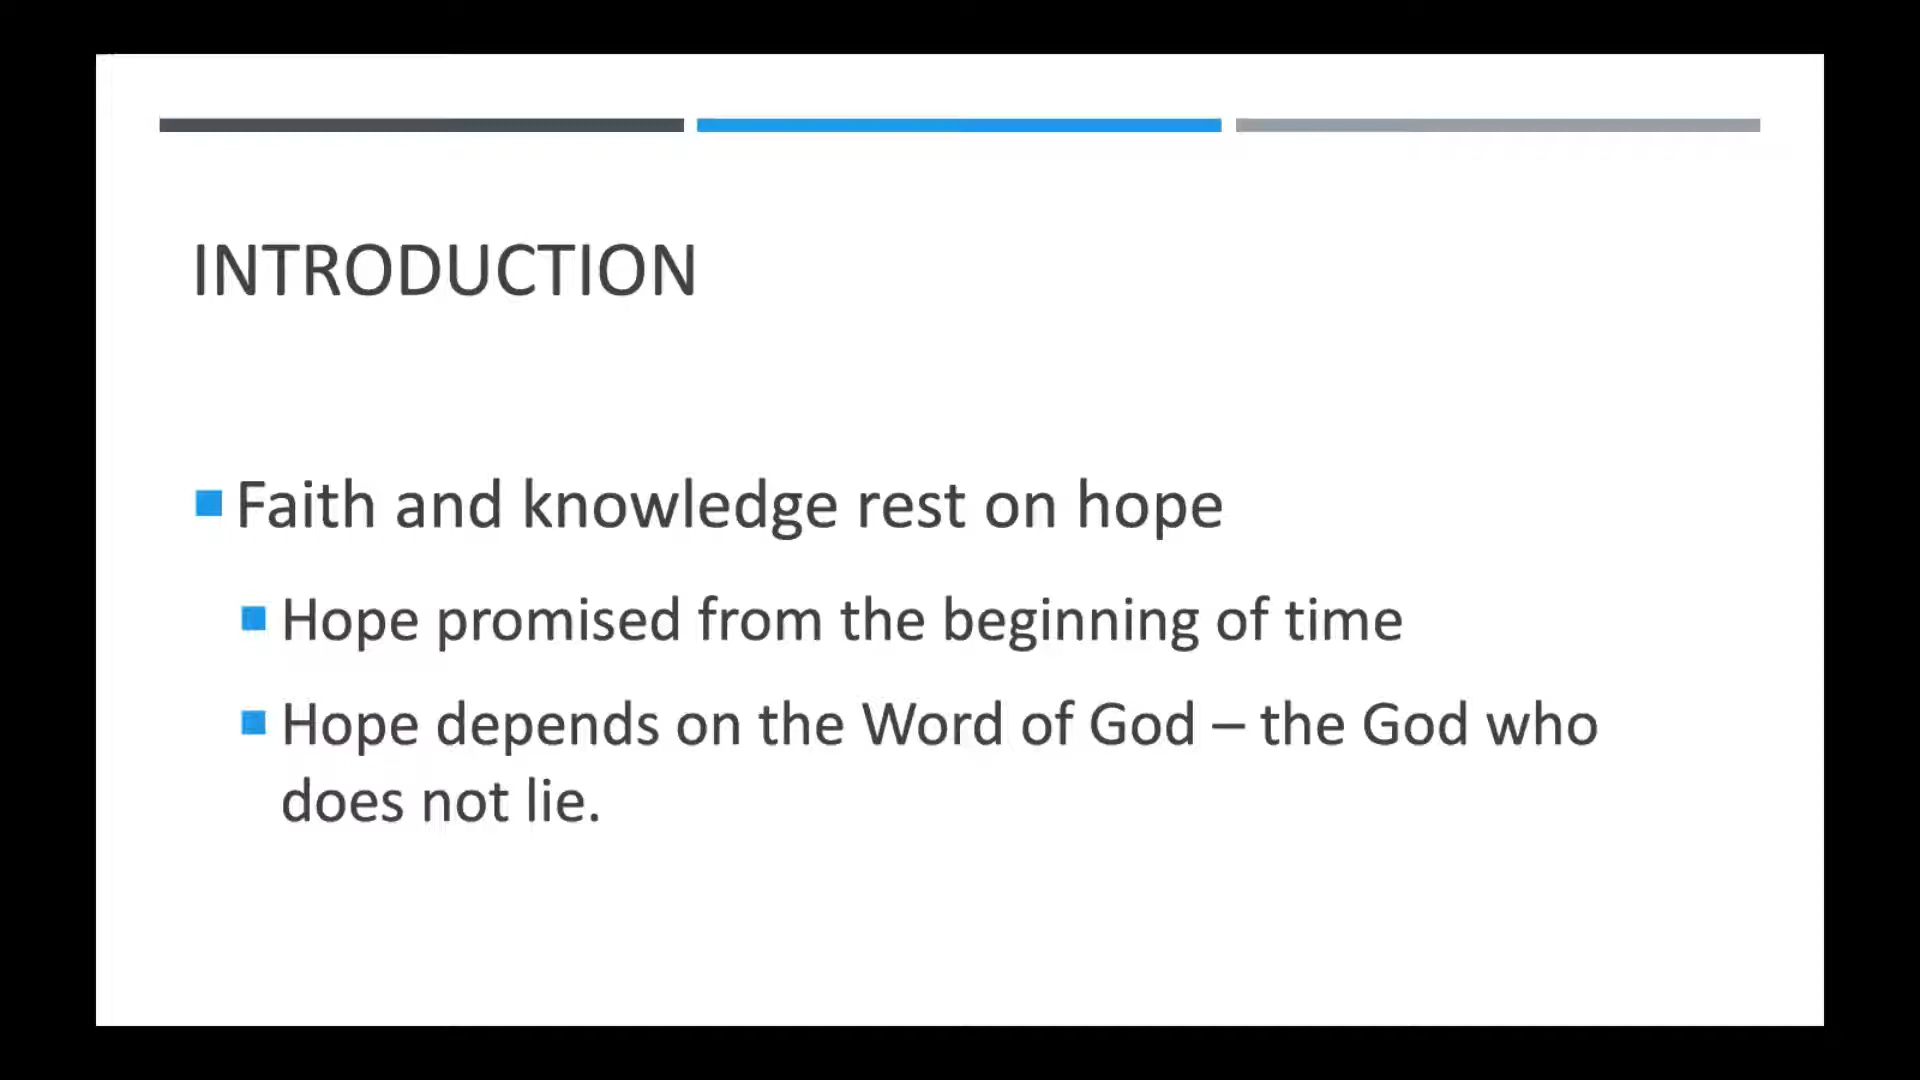 INTRODUCTION
Faith and knowledge rest on hope
Hope promised from the beginning of time
Hope depends on the Word of God – the God who
does not lie.